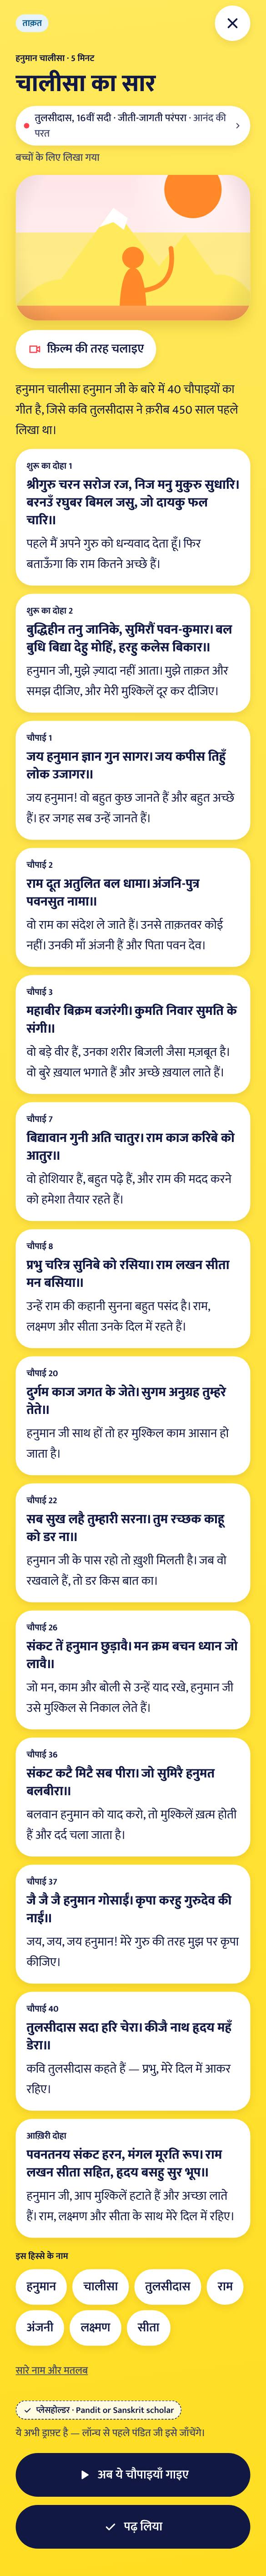 ताक़त
हनुमान चालीसा · 5 मिनट
चालीसा का सार
तुलसीदास, 16वीं सदी · जीती-जागती परंपरा · आनंद की
परत
बच्चों के लिए लिखा गया
फ़िल्म की तरह चलाइए
हनुमान चालीसा हनुमान जी के बारे में 40 चौपाइयों का
गीत है, जिसे कवि तुलसीदास ने क़रीब 450 साल पहले
लिखा था।
शुरू का दोहा 1
श्रीगुरु चरन सरोज रज, निज मनु मुकुरु सुधारि।
बरनउँ रघुबर बिमल जसु, जो दायकु फल
चारि॥
पहले मैं अपने गुरु को धन्यवाद देता हूँ। फिर
बताऊँगा कि राम कितने अच्छे हैं।
शुरू का दोहा 2
बुद्धिहीन तनु जानिके, सुमिरौं पवन-कुमार। बल
बुधि बिद्या देहु मोहिं, हरहु कलेस बिकार॥
हनुमान जी, मुझे ज़्यादा नहीं आता। मुझे ताक़त और
समझ दीजिए, और मेरी मुश्किलें दूर कर दीजिए।
चौपाई 1
जय हनुमान ज्ञान गुन सागर। जय कपीस तिहुँ
लोक उजागर॥
जय हनुमान! वो बहुत कुछ जानते हैं और बहुत अच्छे
हैं। हर जगह सब उन्हें जानते हैं।
चौपाई 2
राम दूत अतुलित बल धामा। अंजनि-पुत्र
पवनसुत नामा॥
वो राम का संदेश ले जाते हैं। उनसे ताक़तवर कोई
नहीं। उनकी माँ अंजनी हैं और पिता पवन देव।
चौपाई 3
महाबीर बिक्रम बजरंगी। कुमति निवार सुमति के
संगी॥
वो बड़े वीर हैं, उनका शरीर बिजली जैसा मज़बूत है।
वो बुरे ख़याल भगाते हैं और अच्छे ख़याल लाते हैं।
चौपाई 7
बिद्यावान गुनी अति चातुर। राम काज करिबे को
आतुर॥
वो होशियार हैं, बहुत पढ़े हैं, और राम की मदद करने
को हमेशा तैयार रहते हैं।
चौपाई 8
प्रभु चरित्र सुनिबे को रसिया। राम लखन सीता
मन बसिया॥
उन्हें राम की कहानी सुनना बहुत पसंद है। राम,
लक्ष्मण और सीता उनके दिल में रहते हैं।
चौपाई 20
दुर्गम काज जगत के जेते। सुगम अनुग्रह तुम्हरे
तेते॥
हनुमान जी साथ हों तो हर मुश्किल काम आसान हो
जाता है।
चौपाई 22
सब सुख लहै तुम्हारी सरना। तुम रच्छक काहू
को डर ना॥
हनुमान जी के पास रहो तो ख़ुशी मिलती है। जब वो
रखवाले हैं, तो डर किस बात का।
चौपाई 26
संकट तें हनुमान छुड़ावै। मन क्रम बचन ध्यान जो
लावै॥
जो मन, काम और बोली से उन्हें याद रखे, हनुमान जी
उसे मुश्किल से निकाल लेते हैं।
चौपाई 36
संकट कटै मिटै सब पीरा। जो सुमिरै हनुमत
बलबीरा॥
बलवान हनुमान को याद करो, तो मुश्किलें ख़त्म होती
हैं और दर्द चला जाता है।
चौपाई 37
जै जै जै हनुमान गोसाईं। कृपा करहु गुरुदेव की
नाईं॥
जय, जय, जय हनुमान! मेरे गुरु की तरह मुझ पर कृपा
कीजिए।
चौपाई 40
तुलसीदास सदा हरि चेरा। कीजै नाथ हृदय महँ
डेरा॥
कवि तुलसीदास कहते हैं — प्रभु, मेरे दिल में आकर
रहिए।
आख़िरी दोहा
पवनतनय संकट हरन, मंगल मूरति रूप। राम
लखन सीता सहित, हृदय बसहु सुर भूप॥
हनुमान जी, आप मुश्किलें हटाते हैं और अच्छा लाते
हैं। राम, लक्ष्मण और सीता के साथ मेरे दिल में रहिए।
इस हिस्से के नाम
हनुमान चालीसा तुलसीदास राम
अंजनी लक्ष्मण सीता
सारे नाम और मतलब
प्लेसहोल्डर · Pandit or Sanskrit scholar
ये अभी ड्राफ़्ट है — लॉन्च से पहले पंडित जी इसे जाँचेंगे।
अब ये चौपाइयाँ गाइए
पढ़ लिया